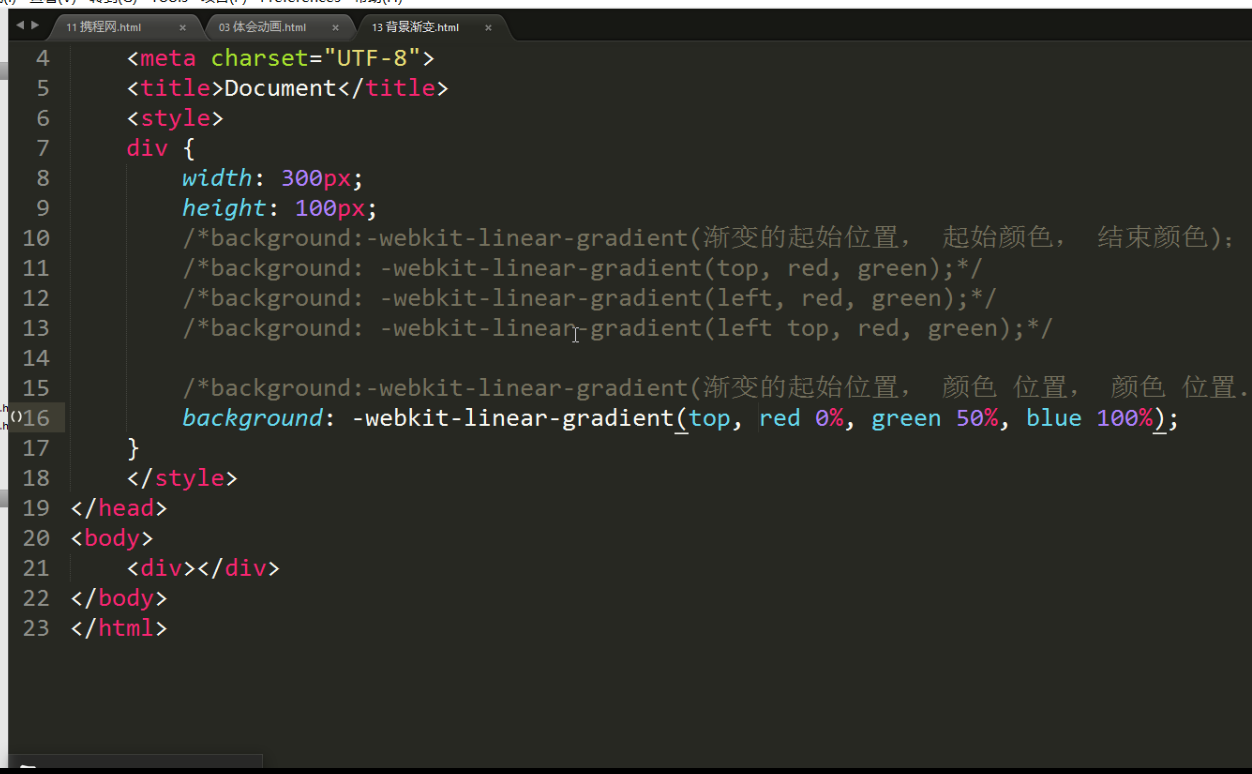 Tools Preferences
11 携程网.html × 03 体会动画.html × 13 背景渐变.html ×
4 <meta charset="UTF-8">
5 <title>Document</title>
6 <style>
7 div {
8 width: 300px;
9 height: 100px;
10 /*background:-webkit-linear-gradient(渐变的起始位置, 起始颜色, 结束颜色);
11 /*background: -webkit-linear-gradient(top, red, green);*/
12 /*background: -webkit-linear-gradient(left, red, green);*/
13 /*background: -webkit-linear-gradient(left top, red, green);*/
14
15 /*background:-webkit-linear-gradient(渐变的起始位置, 颜色 位置, 颜色 位置.
16 background: -webkit-linear-gradient(top, red 0%, green 50%, blue 100%);
17 }
18 </style>
19 </head>
20 <body>
21 <div></div>
22 </body>
23 </html>